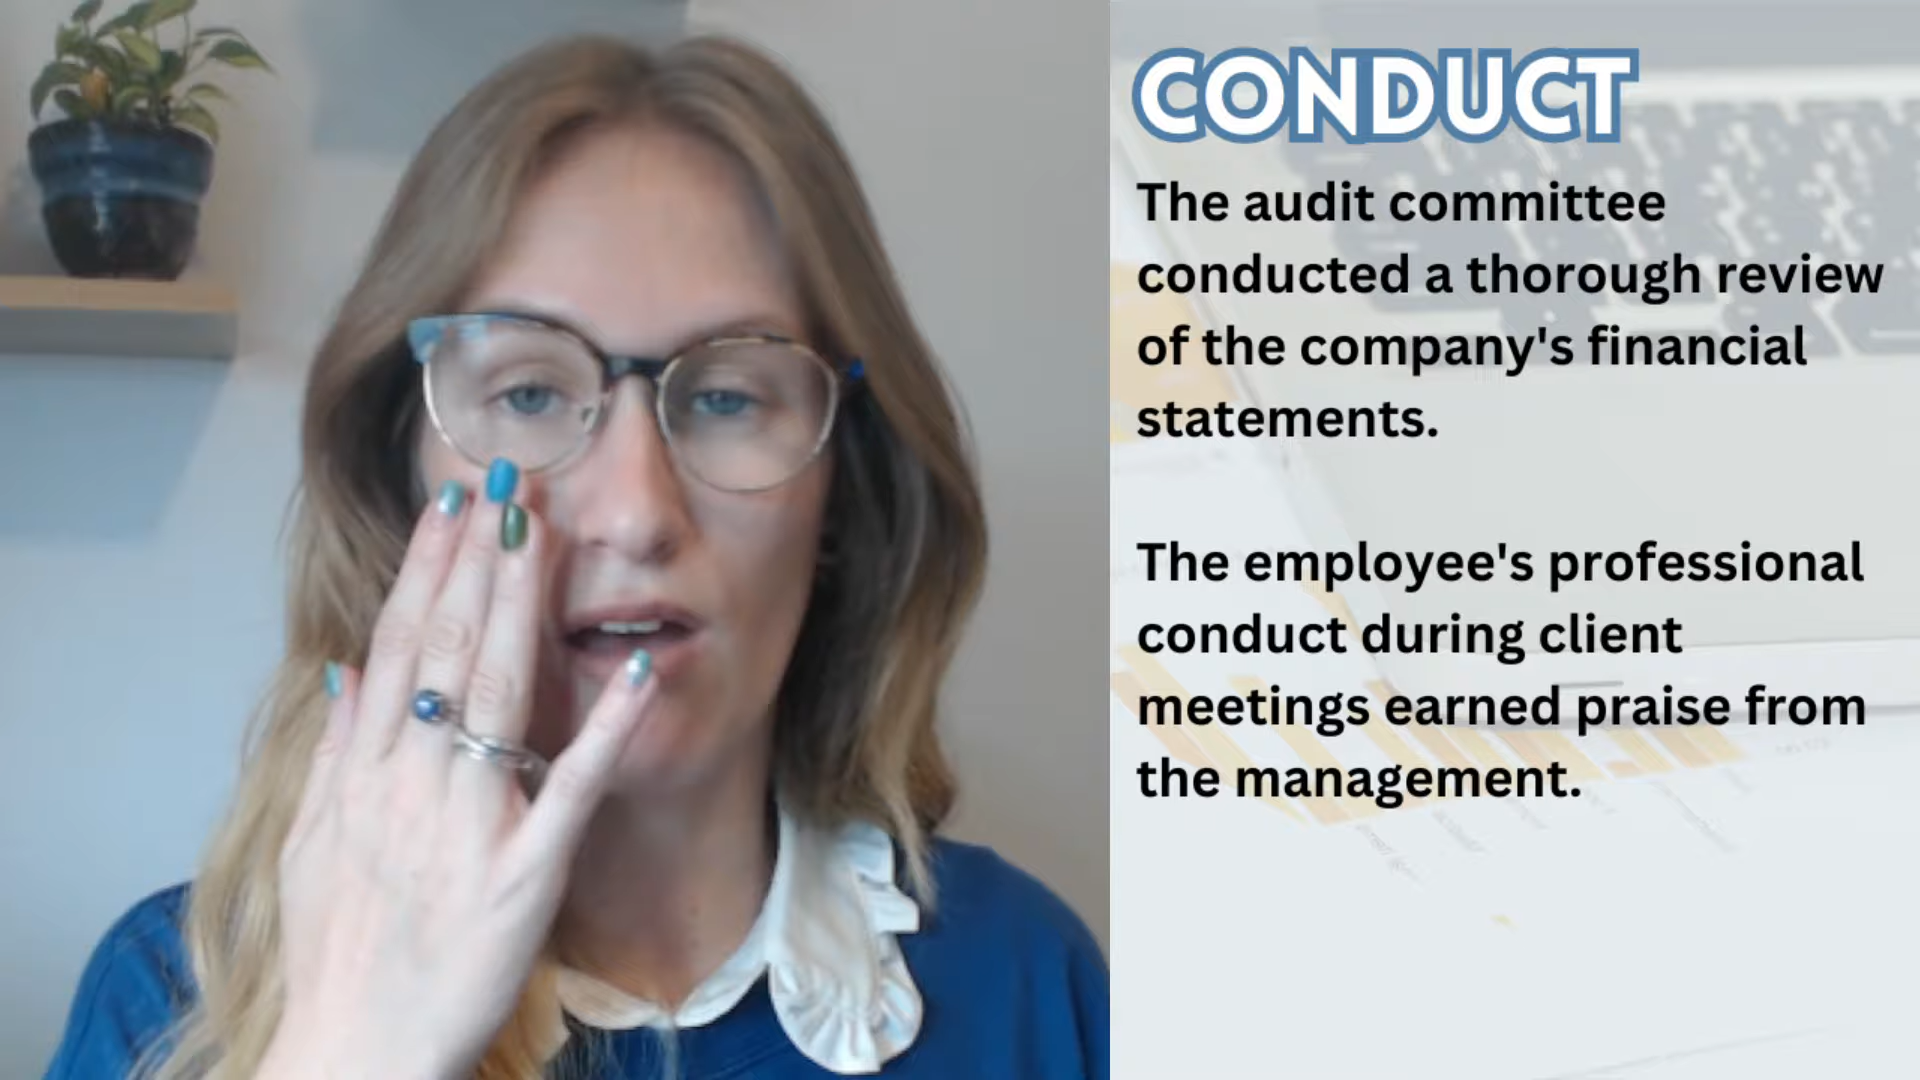 CONDUCT
The audit committee
conducted a thorough review
of the company's financial
statements.
The employee's professional
conduct during client
meetings earned praise from
the management.